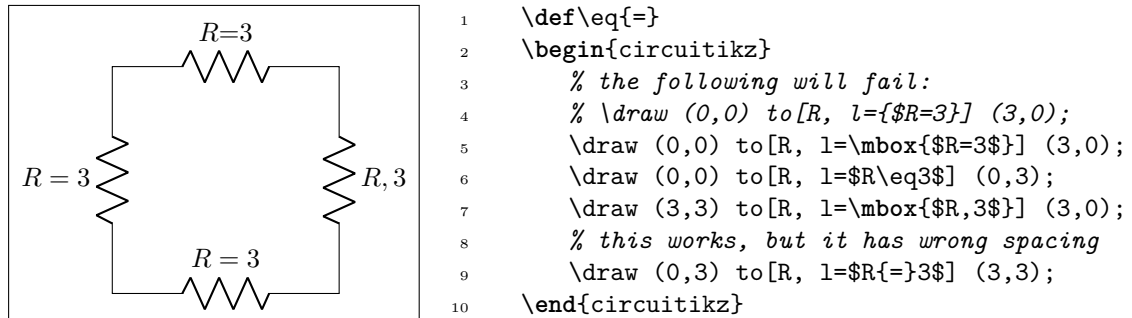 R=3
R = 3
R, 3
R = 3
1 \def\eq{=}
2 \begin{circuitikz}
3 % the following will fail:
4 % \draw (0,0) to[R, l={$R=3}] (3,0);
5 \draw (0,0) to[R, l=\mbox{$R=3$}] (3,0);
6 \draw (0,0) to[R, l=$R\eq3$] (0,3);
7 \draw (3,3) to[R, l=\mbox{$R,3$}] (3,0);
8 % this works, but it has wrong spacing
9 \draw (0,3) to[R, l=$R{=}3$] (3,3);
10 \end{circuitikz}